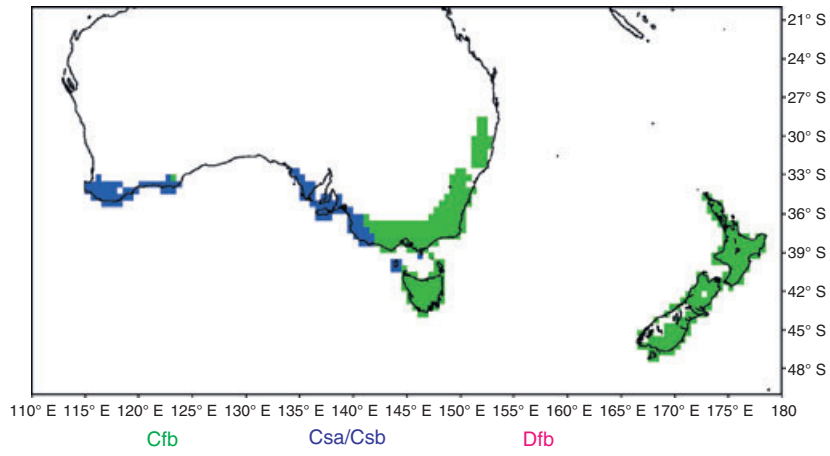 21° S
24° S
27° S
30° S
33° S
36° S
39° S
42° S
45° S
48° S
110° E 115° E 120° E 125° E 130° E 135° E 140° E 145° E 150° E 155° E 160° E 165° E 170° E 175° E 180
Cfb Csa/Csb Dfb